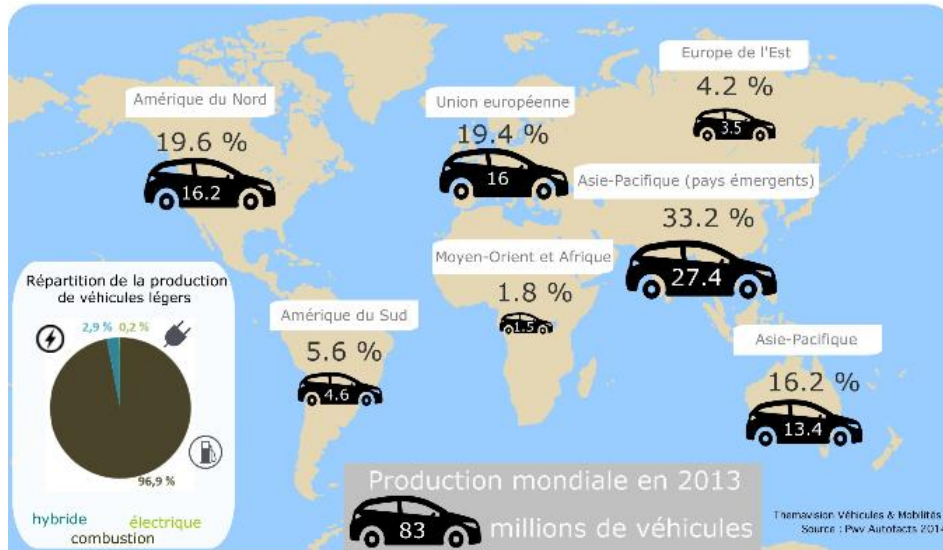 Europe de l'Est
4.2 %
3.5
Amérique du Nord
19.6 %
16.2
Union européenne
19.4 %
16
Asie-Pacifique (pays émergents)
33.2 %
27.4
Moyen-Orient et Afrique
1.8 %
1.5
Amérique du Sud
5.6 %
4.6
Asie-Pacifique
16.2 %
13.4
Répartition de la production
de véhicules légers
2,9 % 0,2 %
96,9 %
hybride électrique
combustion
Production mondiale en 2013
83 millions de véhicules
Themavision Véhicules & Mobilités
Source : Pwv Autofacts 2014